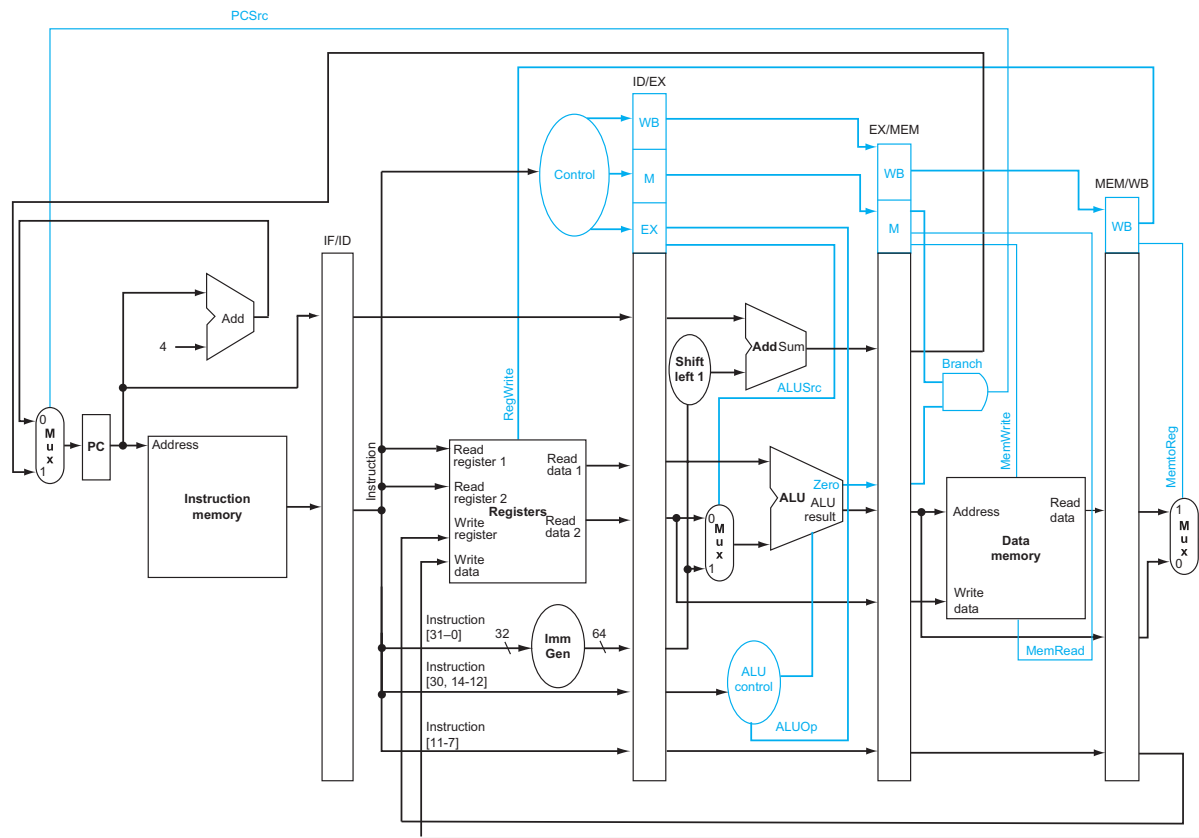 PCSrc
ID/EX
WB
EX/MEM
Control
M
WB
MEM/WB
EX
M
WB
IF/ID
Add
4
Add Sum
Shift
left 1
Branch
ALUSrc
RegWrite
MemWrite
MemtoReg
0
M
u
x
1
PC
Address
Instruction
memory
Instruction
Read
register 1
Read
data 1
Read
register 2
Registers
Write
register
Read
data 2
Write
data
0
M
u
x
1
Zero
ALU
ALU
result
Address
Read
data
Data
memory
Write
data
1
M
u
x
0
MemRead
Instruction
[31–0]
32
Imm
Gen
64
Instruction
[30, 14-12]
ALU
control
ALUOp
Instruction
[11-7]